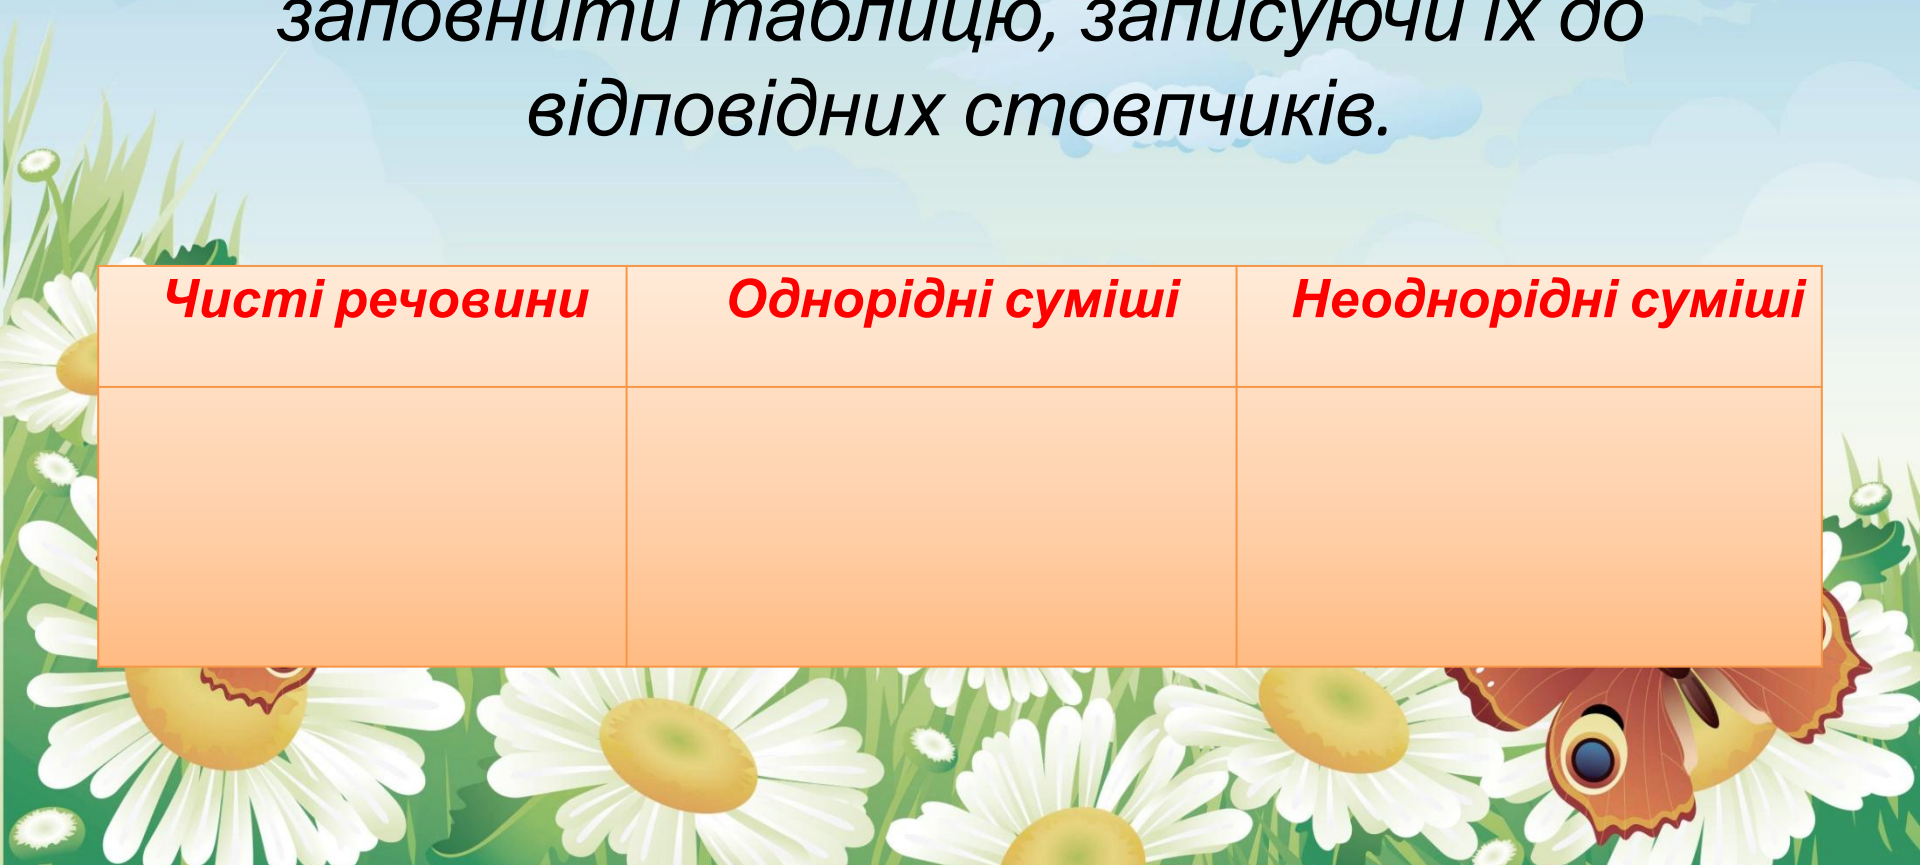 заповнити таблицю, записуючи їх до
відповідних стовпчиків.
Чисті речовини
Однорідні суміші
Неоднорідні суміші